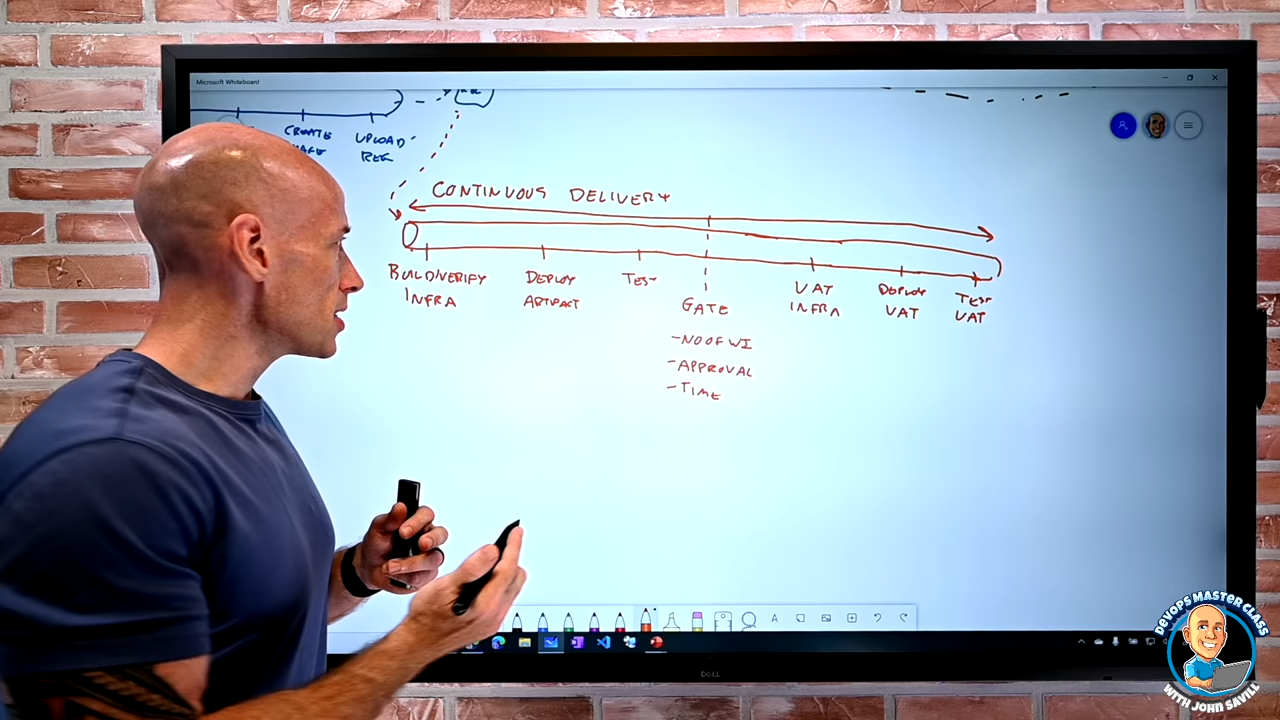 Microsoft Whiteboard
CREATE
UPLOAD
REG
CONTINUOUS DELIVERY
BUILD/VERIFY
INFRA
DEPLOY
ARTIFACT
TEST
GATE
-NO OF WI
-APPROVAL
-TIME
UAT
INFRA
DEPLOY
UAT
TEST
UAT
DELL
DEVOPS MASTER CLASS
WITH JOHN SAVILL